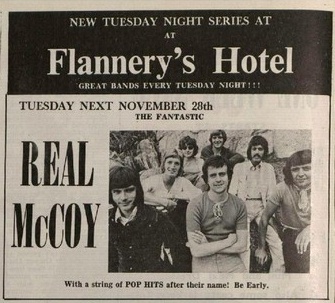 NEW TUESDAY NIGHT SERIES AT
AT
Flannery's Hotel
GREAT BANDS EVERY TUESDAY NIGHT!!!
TUESDAY NEXT NOVEMBER 28th
THE FANTASTIC
REAL
McCOY
With a string of POP HITS after their name! Be Early.